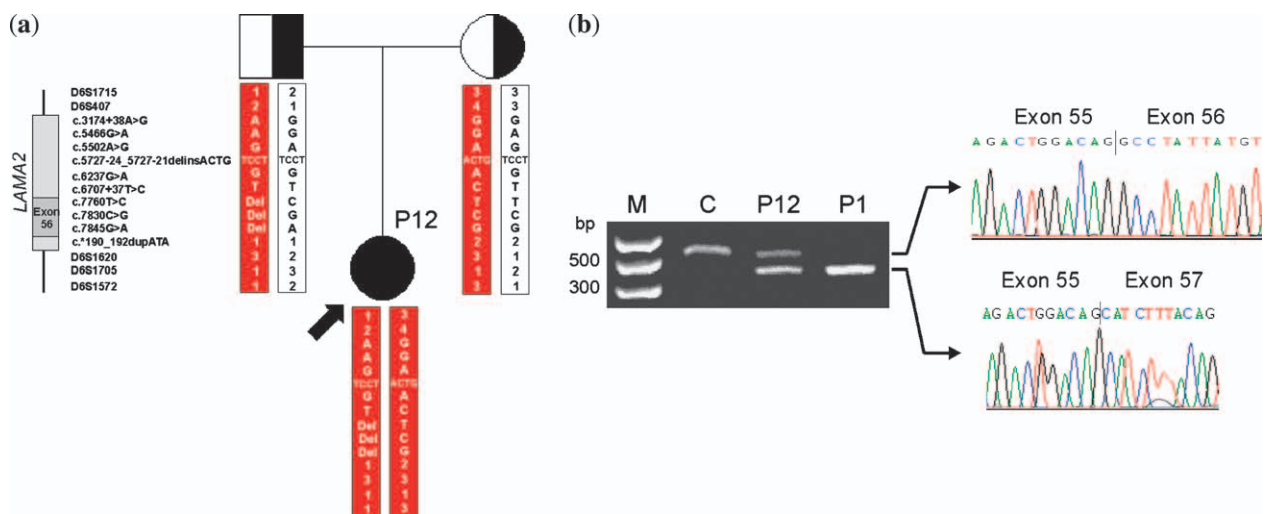 (a)
(b)
LAMA2
Exon
56
D6S1715
D6S407
c.3174+38A>G
c.5466G>A
c.5502A>G
c.5727-24_5727-21delinsACTG
c.6237G>A
c.6707+37T>C
c.7760T>C
c.7830C>G
c.7845G>A
c.*190_192dupATA
D6S1620
D6S1705
D6S1572
1
2
A
A
G
TCCT
G
T
Del
Del
Del
1
3
1
1
2
1
G
G
A
TCCT
G
T
C
G
A
1
2
3
2
3
4
G
G
A
ACTG
A
C
T
C
G
2
3
1
3
3
3
G
A
G
TCCT
G
T
T
C
G
2
1
2
1
P12
1
2
A
A
G
TCCT
G
T
Del
Del
Del
1
3
1
1
3
4
G
G
A
ACTG
A
C
T
C
G
2
3
1
3
bp
M C P12 P1
500
300
Exon 55 Exon 56
AGACTGGACAGGCCTATTATGT
Exon 55 Exon 57
AGACTGGACAGCATCTTTACAG